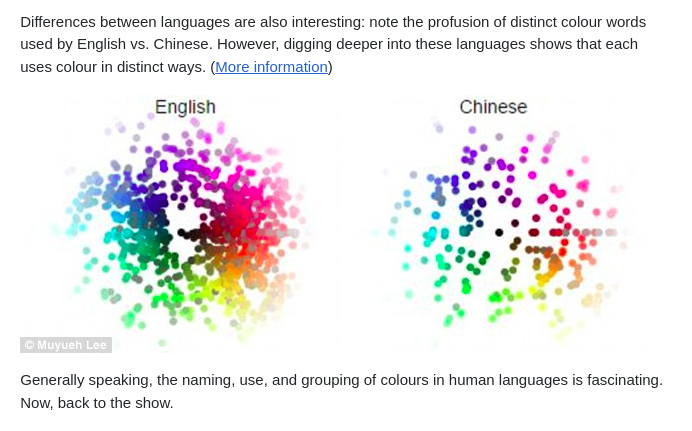 Differences between languages are also interesting: note the profusion of distinct colour words
used by English vs. Chinese. However, digging deeper into these languages shows that each
uses colour in distinct ways. (More information)
English
Chinese
© Muyueh Lee
Generally speaking, the naming, use, and grouping of colours in human languages is fascinating.
Now, back to the show.